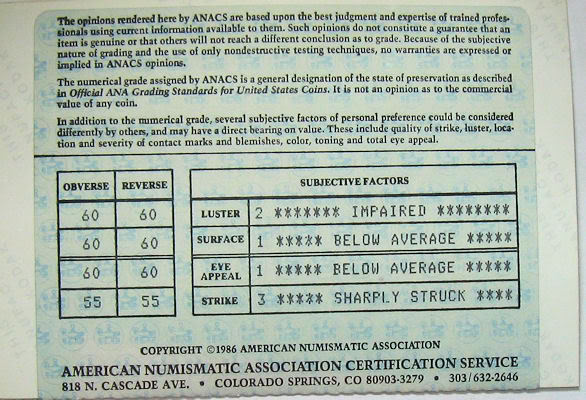 The opinions rendered here by ANACS are based upon the best judgment and expertise of trained profes-
sionals using current information available to them. Such opinions do not constitute a guarantee that an
item is genuine or that others will not reach a different conclusion as to grade. Because of the subjective
nature of grading and the use of only nondestructive testing techniques, no warranties are expressed or
implied in ANACS opinions.
The numerical grade assigned by ANACS is a general designation of the state of preservation as described
in Official ANA Grading Standards for United States Coins. It is not an opinion as to the commercial
value of any coin.
In addition to the numerical grade, several subjective factors of personal preference could be considered
differently by others, and may have a direct bearing on value. These include quality of strike, luster, loca-
tion and severity of contact marks and blemishes, color, toning and total eye appeal.
OBVERSE REVERSE SUBJECTIVE FACTORS
60 60 LUSTER 2 ******* IMPAIRED ********
60 60 SURFACE 1 ***** BELOW AVERAGE *****
60 60 EYE APPEAL 1 ***** BELOW AVERAGE *****
55 55 STRIKE 3 ***** SHARPLY STRUCK ****
COPYRIGHT ©1986 AMERICAN NUMISMATIC ASSOCIATION
AMERICAN NUMISMATIC ASSOCIATION CERTIFICATION SERVICE
818 N. CASCADE AVE. • COLORADO SPRINGS, CO 80903-3279 • 303/632-2646